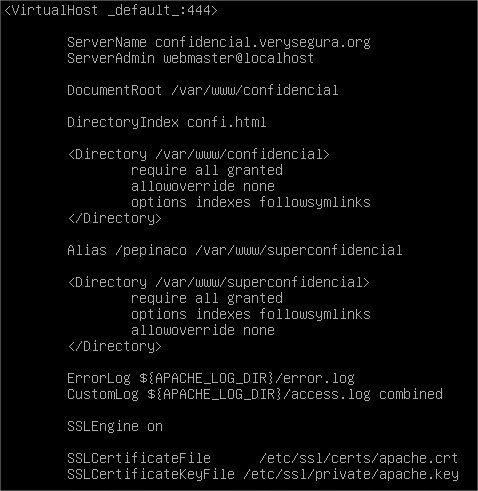 <VirtualHost _default_:444>
ServerName confidencial.verysegura.org
ServerAdmin webmaster@localhost
DocumentRoot /var/www/confidencial
DirectoryIndex confi.html
<Directory /var/www/confidencial>
require all granted
allowoverride none
options indexes followsymlinks
</Directory>
Alias /pepinaco /var/www/superconfidencial
<Directory /var/www/superconfidencial>
require all granted
options indexes followsymlinks
allowoverride none
</Directory>
ErrorLog ${APACHE_LOG_DIR}/error.log
CustomLog ${APACHE_LOG_DIR}/access.log combined
SSLEngine on
SSLCertificateFile /etc/ssl/certs/apache.crt
SSLCertificateKeyFile /etc/ssl/private/apache.key